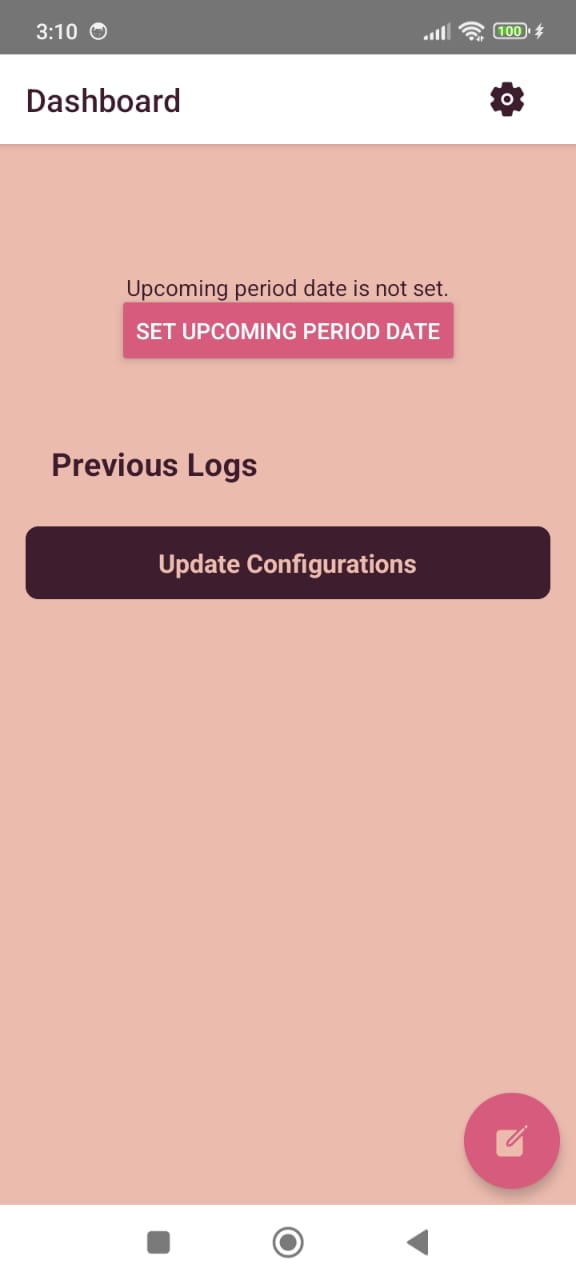 3:10
100
Dashboard
Upcoming period date is not set.
SET UPCOMING PERIOD DATE
Previous Logs
Update Configurations